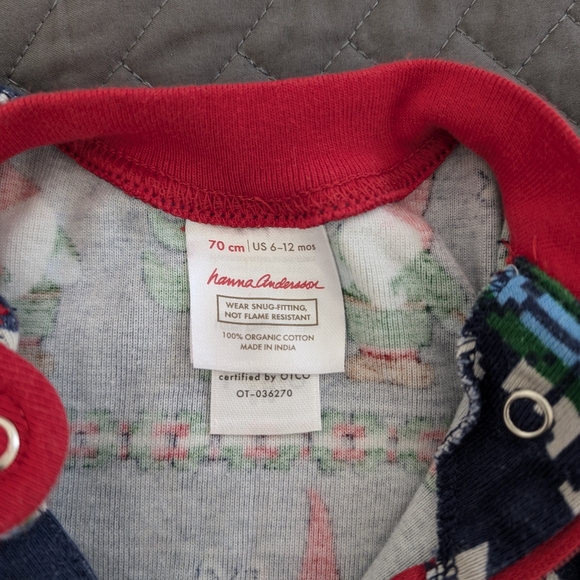 70 cm | US 6-12 mos
hanna Andersson
WEAR SNUG-FITTING,
NOT FLAME RESISTANT
100% ORGANIC COTTON
MADE IN INDIA
certified by OTCO
OT-036270